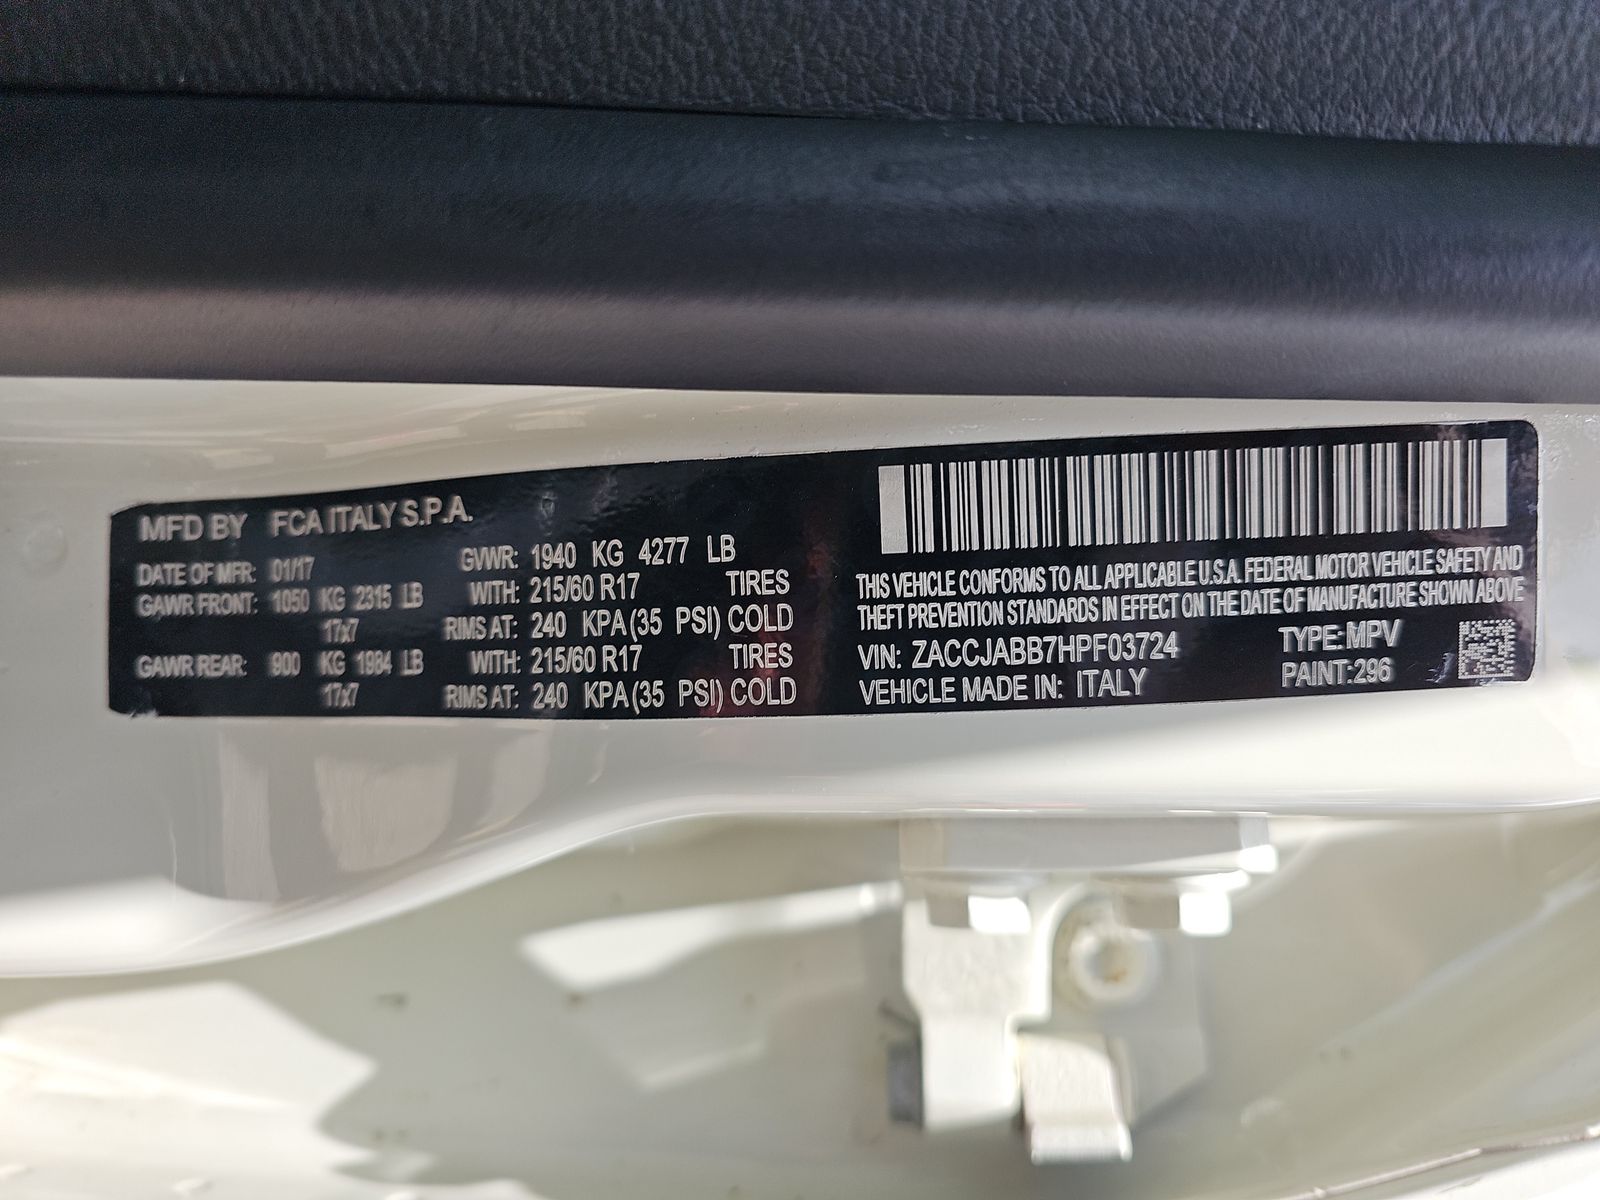 MFD BY FCA ITALY S.P.A.
DATE OF MFR: 01/17 GVWR: 1940 KG 4277 LB
GAWR FRONT: 1050 KG 2315 LB WITH: 215/60 R17 TIRES
17x7 RIMS AT: 240 KPA (35 PSI) COLD
GAWR REAR: 900 KG 1984 LB WITH: 215/60 R17 TIRES
17x7 RIMS AT: 240 KPA (35 PSI) COLD
THIS VEHICLE CONFORMS TO ALL APPLICABLE U.S.A. FEDERAL MOTOR VEHICLE SAFETY AND
THEFT PREVENTION STANDARDS IN EFFECT ON THE DATE OF MANUFACTURE SHOWN ABOVE
VIN: ZACCJABB7HPF03724 TYPE: MPV
VEHICLE MADE IN: ITALY PAINT: 296